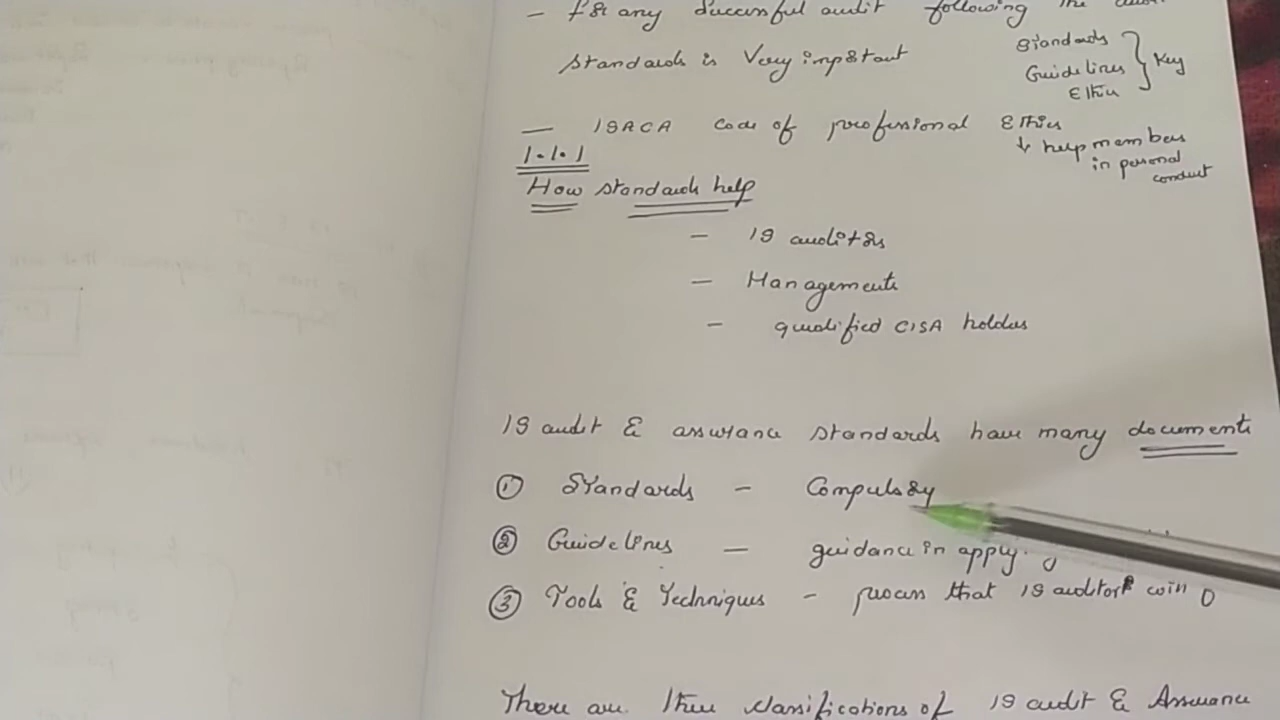 - For any successful audit following the audit
standards is Very important
Standards
Guidelines
Ethics
Key
- ISACA Code of professional Ethics
↓ help members
in personal
conduct
1.1.1
How standards help
- IS auditors
- Managements
- qualified CISA holders
IS audit & assurance standards have many documents
① Standards - Compulsory
② Guidelines - guidance in apply
③ Tools & Techniques - process that IS auditor
There are three classifications of IS audit & Assurance